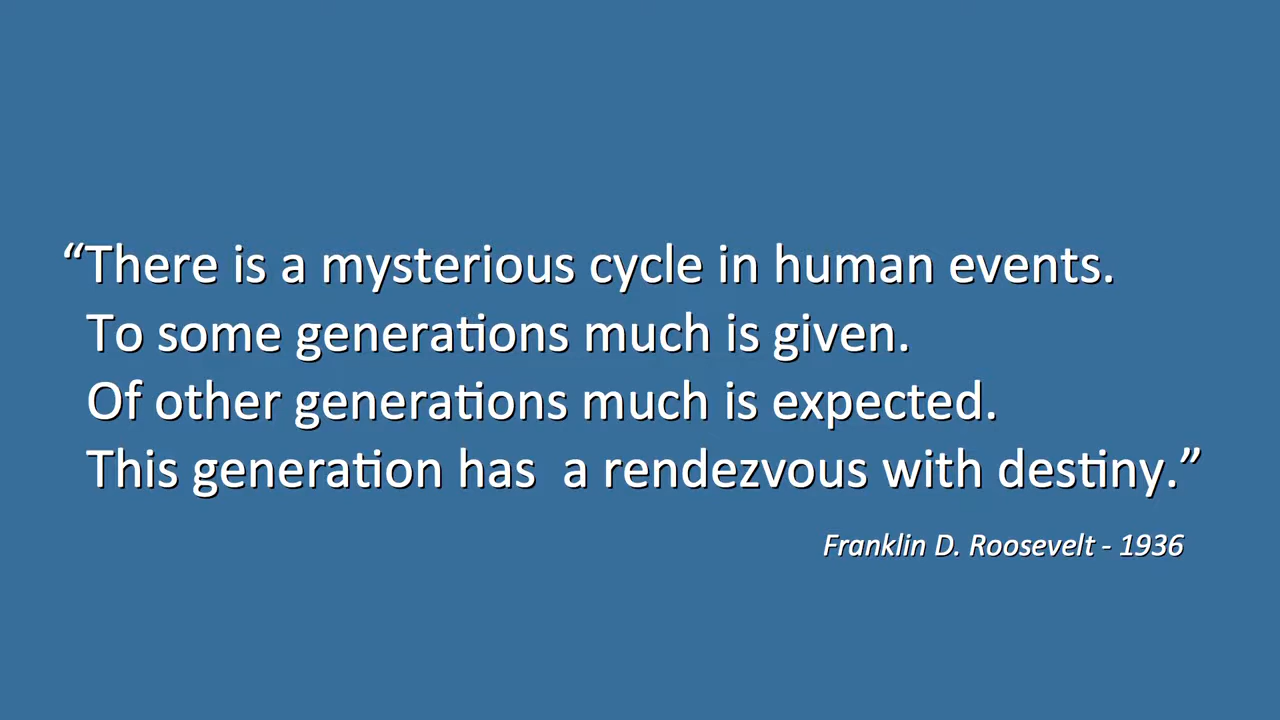 “There is a mysterious cycle in human events.
To some generations much is given.
Of other generations much is expected.
This generation has  a rendezvous with destiny.”
Franklin D. Roosevelt - 1936